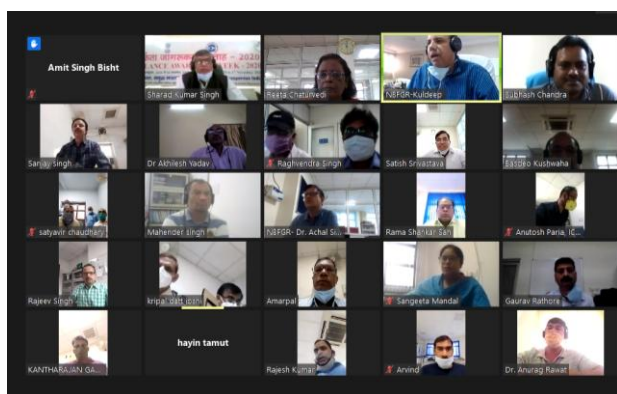 Amit Singh Bisht
Sharad Kumar Singh
Reeta Chaturvedi
NBFGR-Kuldeep
Subhash Chandra
2020
Sanjay singh
Dr Akhilesh Yadav
Raghvendra Singh
Satish Srivastava
Kushwaha
satyavir chaudhary
Mahender singh
NBFGR- Dr. Achal Si...
Rama Shankar Sah
Anutosh Paria, IC...
Rajeev Singh
kripal datt joshi
Amarpal
Sangeeta Mandal
Gaurav Rathore
KANTHARAJAN GA...
hayin tamut
Rajesh Kumar
Arvind
Dr. Anurag Rawat